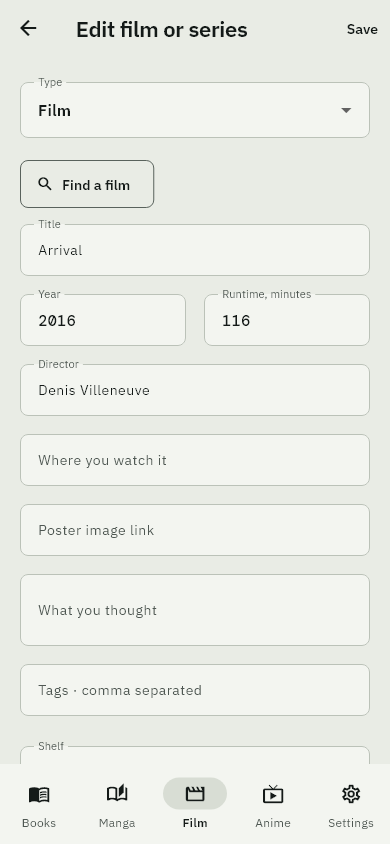 Edit film or series
Save
Type
Film
Find a film
Title
Arrival
Year
2016
Runtime, minutes
116
Director
Denis Villeneuve
Where you watch it
Poster image link
What you thought
Tags · comma separated
Shelf
Books
Manga
Film
Anime
Settings